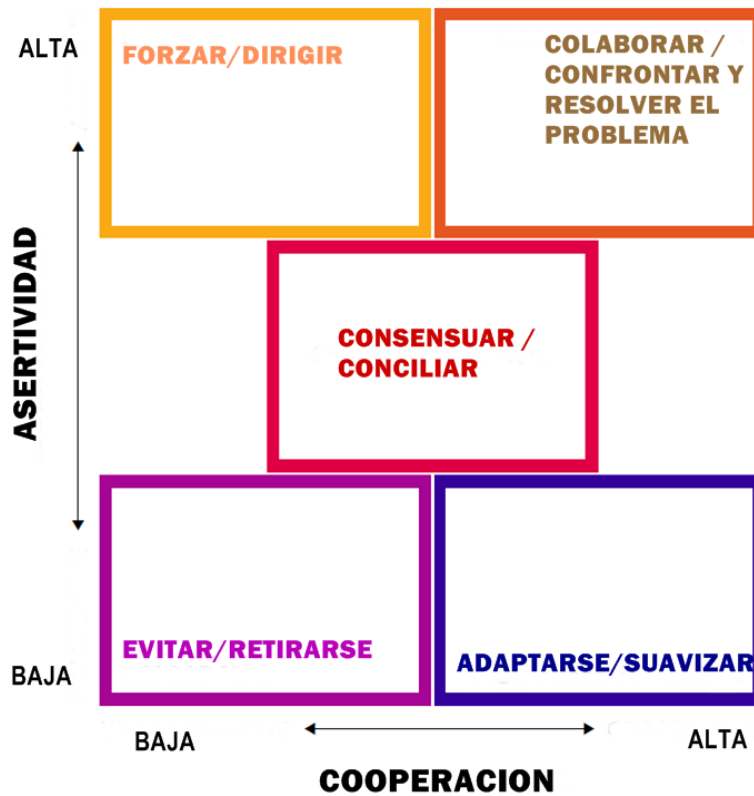 ALTA
FORZAR/DIRIGIR
COLABORAR /
CONFRONTAR Y
RESOLVER EL
PROBLEMA
ASERTIVIDAD
CONSENSUAR /
CONCILIAR
EVITAR/RETIRARSE
ADAPTARSE/SUAVIZAR
BAJA
BAJA
ALTA
COOPERACION